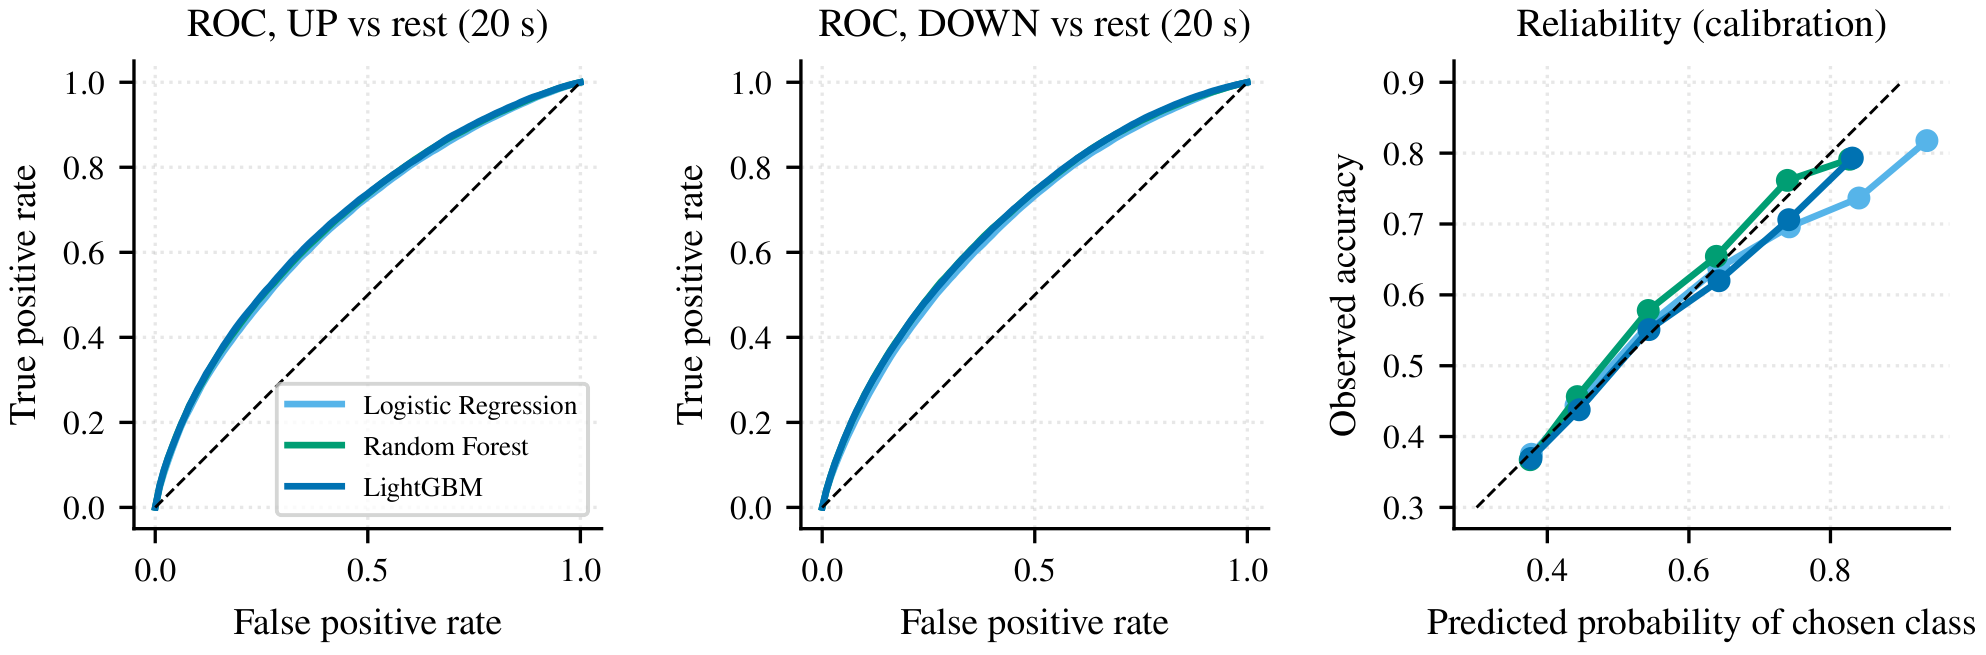 ROC, UP vs rest (20 s)
True positive rate
1.0
0.8
0.6
0.4
0.2
0.0
Logistic Regression
Random Forest
LightGBM
0.0 0.5 1.0
False positive rate
ROC, DOWN vs rest (20 s)
True positive rate
1.0
0.8
0.6
0.4
0.2
0.0
0.0 0.5 1.0
False positive rate
Reliability (calibration)
Observed accuracy
0.9
0.8
0.7
0.6
0.5
0.4
0.3
0.4 0.6 0.8
Predicted probability of chosen class